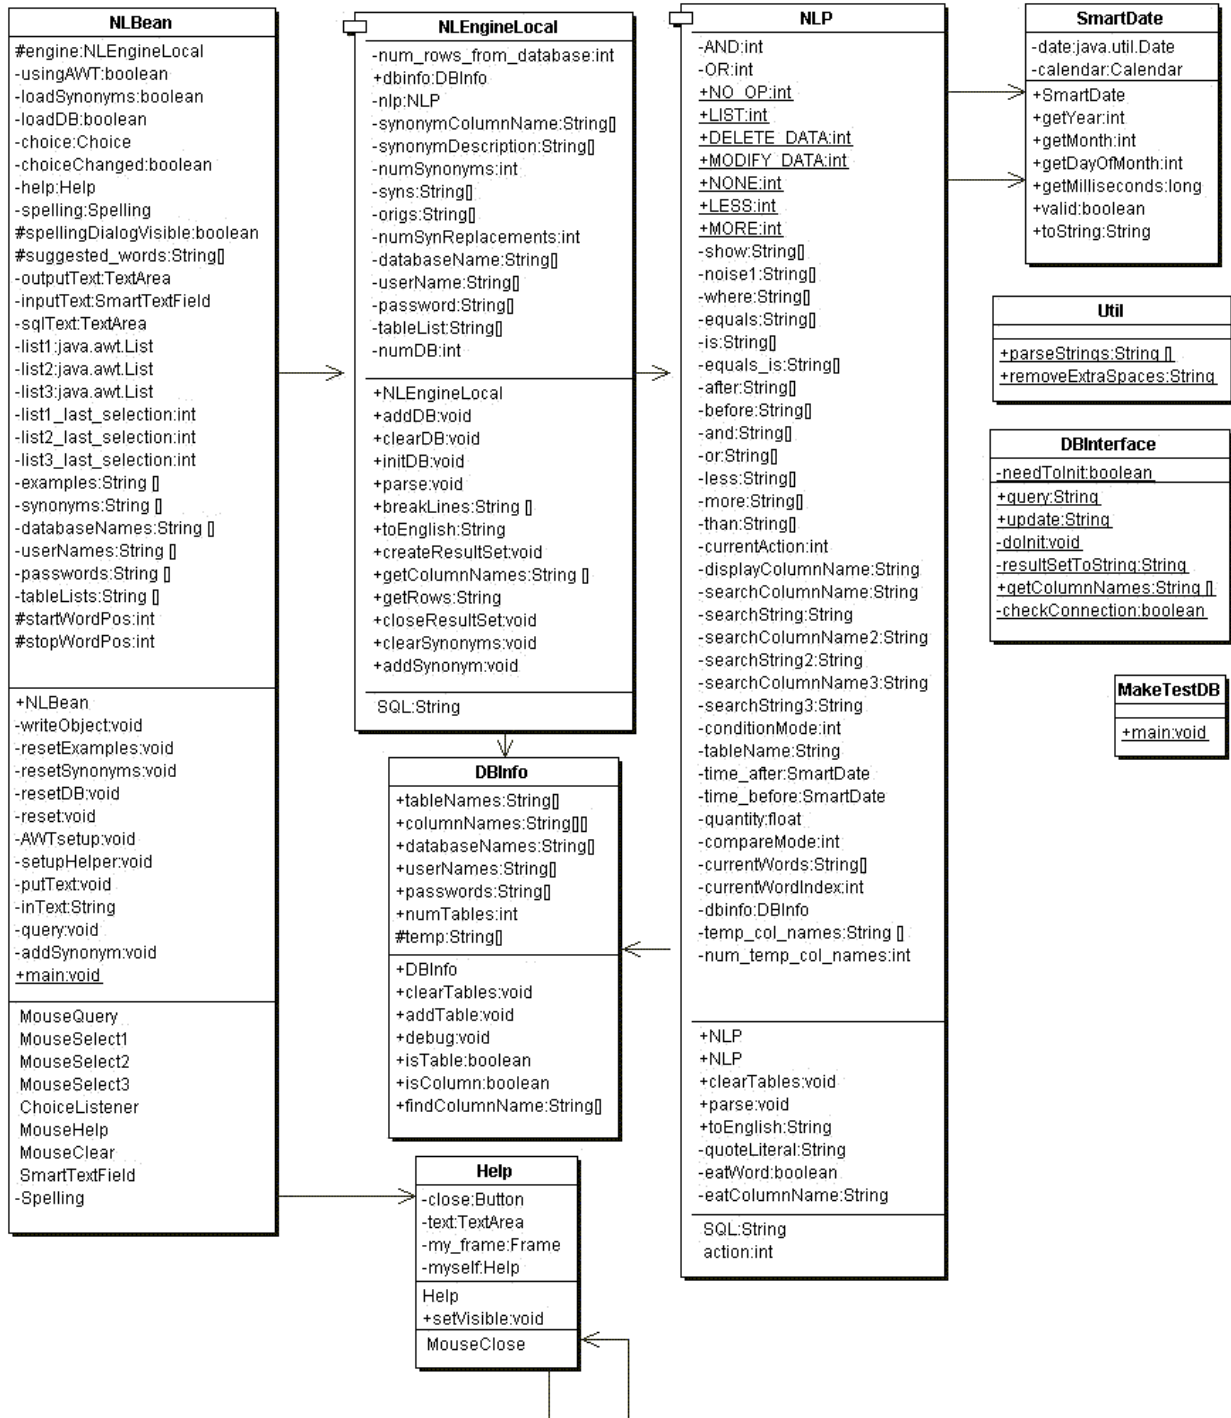 NLBean
#engine:NLEngineLocal
-usingAWT:boolean
-loadSynonyms:boolean
-loadDB:boolean
-choice:Choice
-choiceChanged:boolean
-help:Help
-spelling:Spelling
#spellingDialogVisible:boolean
#suggested_words:String[]
-outputText:TextArea
-inputText:SmartTextField
-sqlText:TextArea
-list1:java.awt.List
-list2:java.awt.List
-list3:java.awt.List
-list1_last_selection:int
-list2_last_selection:int
-list3_last_selection:int
-examples:String []
-synonyms:String []
-databaseNames:String []
-userNames:String []
-passwords:String []
-tableLists:String []
#startWordPos:int
#stopWordPos:int
+NLBean
-writeObject:void
-resetExamples:void
-resetSynonyms:void
-resetDB:void
-reset:void
-AWTsetup:void
-setupHelper:void
-putText:void
-inText:String
-query:void
-addSynonym:void
+main:void
MouseQuery
MouseSelect1
MouseSelect2
MouseSelect3
ChoiceListener
MouseHelp
MouseClear
SmartTextField
-Spelling
NLEngineLocal
-num_rows_from_database:int
+dbinfo:DBInfo
-nlp:NLP
-synonymColumnName:String[]
-synonymDescription:String[]
-numSynonyms:int
-syns:String[]
-origs:String[]
-numSynReplacements:int
-databaseName:String[]
-userName:String[]
-password:String[]
-tableList:String[]
-numDB:int
+NLEngineLocal
+addDB:void
+clearDB:void
+initDB:void
+parse:void
+breakLines:String []
+toEnglish:String
+createResultSet:void
+getColumnNames:String []
+getRows:String
+closeResultSet:void
+clearSynonyms:void
+addSynonym:void
SQL:String
DBInfo
+tableNames:String[]
+columnNames:String[][]
+databaseNames:String[]
+userNames:String[]
+passwords:String[]
+numTables:int
#temp:String[]
+DBInfo
+clearTables:void
+addTable:void
+debug:void
+isTable:boolean
+isColumn:boolean
+findColumnName:String[]
Help
-close:Button
-text:TextArea
-my_frame:Frame
-myself:Help
Help
+setVisible:void
MouseClose
NLP
-AND:int
-OR:int
+NO_OP:int
+LIST:int
+DELETE_DATA:int
+MODIFY_DATA:int
+NONE:int
+LESS:int
+MORE:int
-show:String[]
-noise1:String[]
-where:String[]
-equals:String[]
-is:String[]
-equals_is:String[]
-after:String[]
-before:String[]
-and:String[]
-or:String[]
-less:String[]
-more:String[]
-than:String[]
-currentAction:int
-displayColumnName:String
-searchColumnName:String
-searchString:String
-searchColumnName2:String
-searchString2:String
-searchColumnName3:String
-searchString3:String
-conditionMode:int
-tableName:String
-time_after:SmartDate
-time_before:SmartDate
-quantity:float
-compareMode:int
-currentWords:String[]
-currentWordIndex:int
-dbinfo:DBInfo
-temp_col_names:String []
-num_temp_col_names:int
+NLP
+NLP
+clearTables:void
+parse:void
+toEnglish:String
-quoteLiteral:String
-eatWord:boolean
-eatColumnName:String
SQL:String
action:int
SmartDate
-date:java.util.Date
-calendar:Calendar
+SmartDate
+getYear:int
+getMonth:int
+getDayOfMonth:int
+getMilliseconds:long
+valid:boolean
+toString:String
Util
+parseStrings:String []
+removeExtraSpaces:String
DBInterface
-needToInit:boolean
+query:String
+update:String
-doInit:void
-resultSetToString:String
+getColumnNames:String []
-checkConnection:boolean
MakeTestDB
+main:void